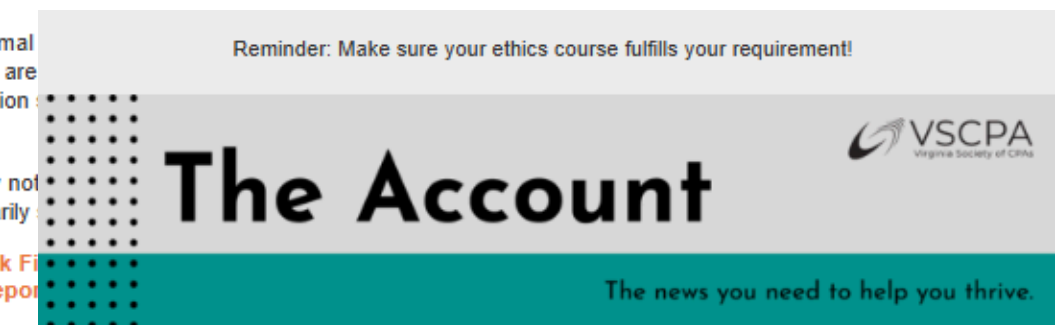 Reminder: Make sure your ethics course fulfills your requirement!
VSCPA
Virginia Society of CPAs
The Account
The news you need to help you thrive.
are